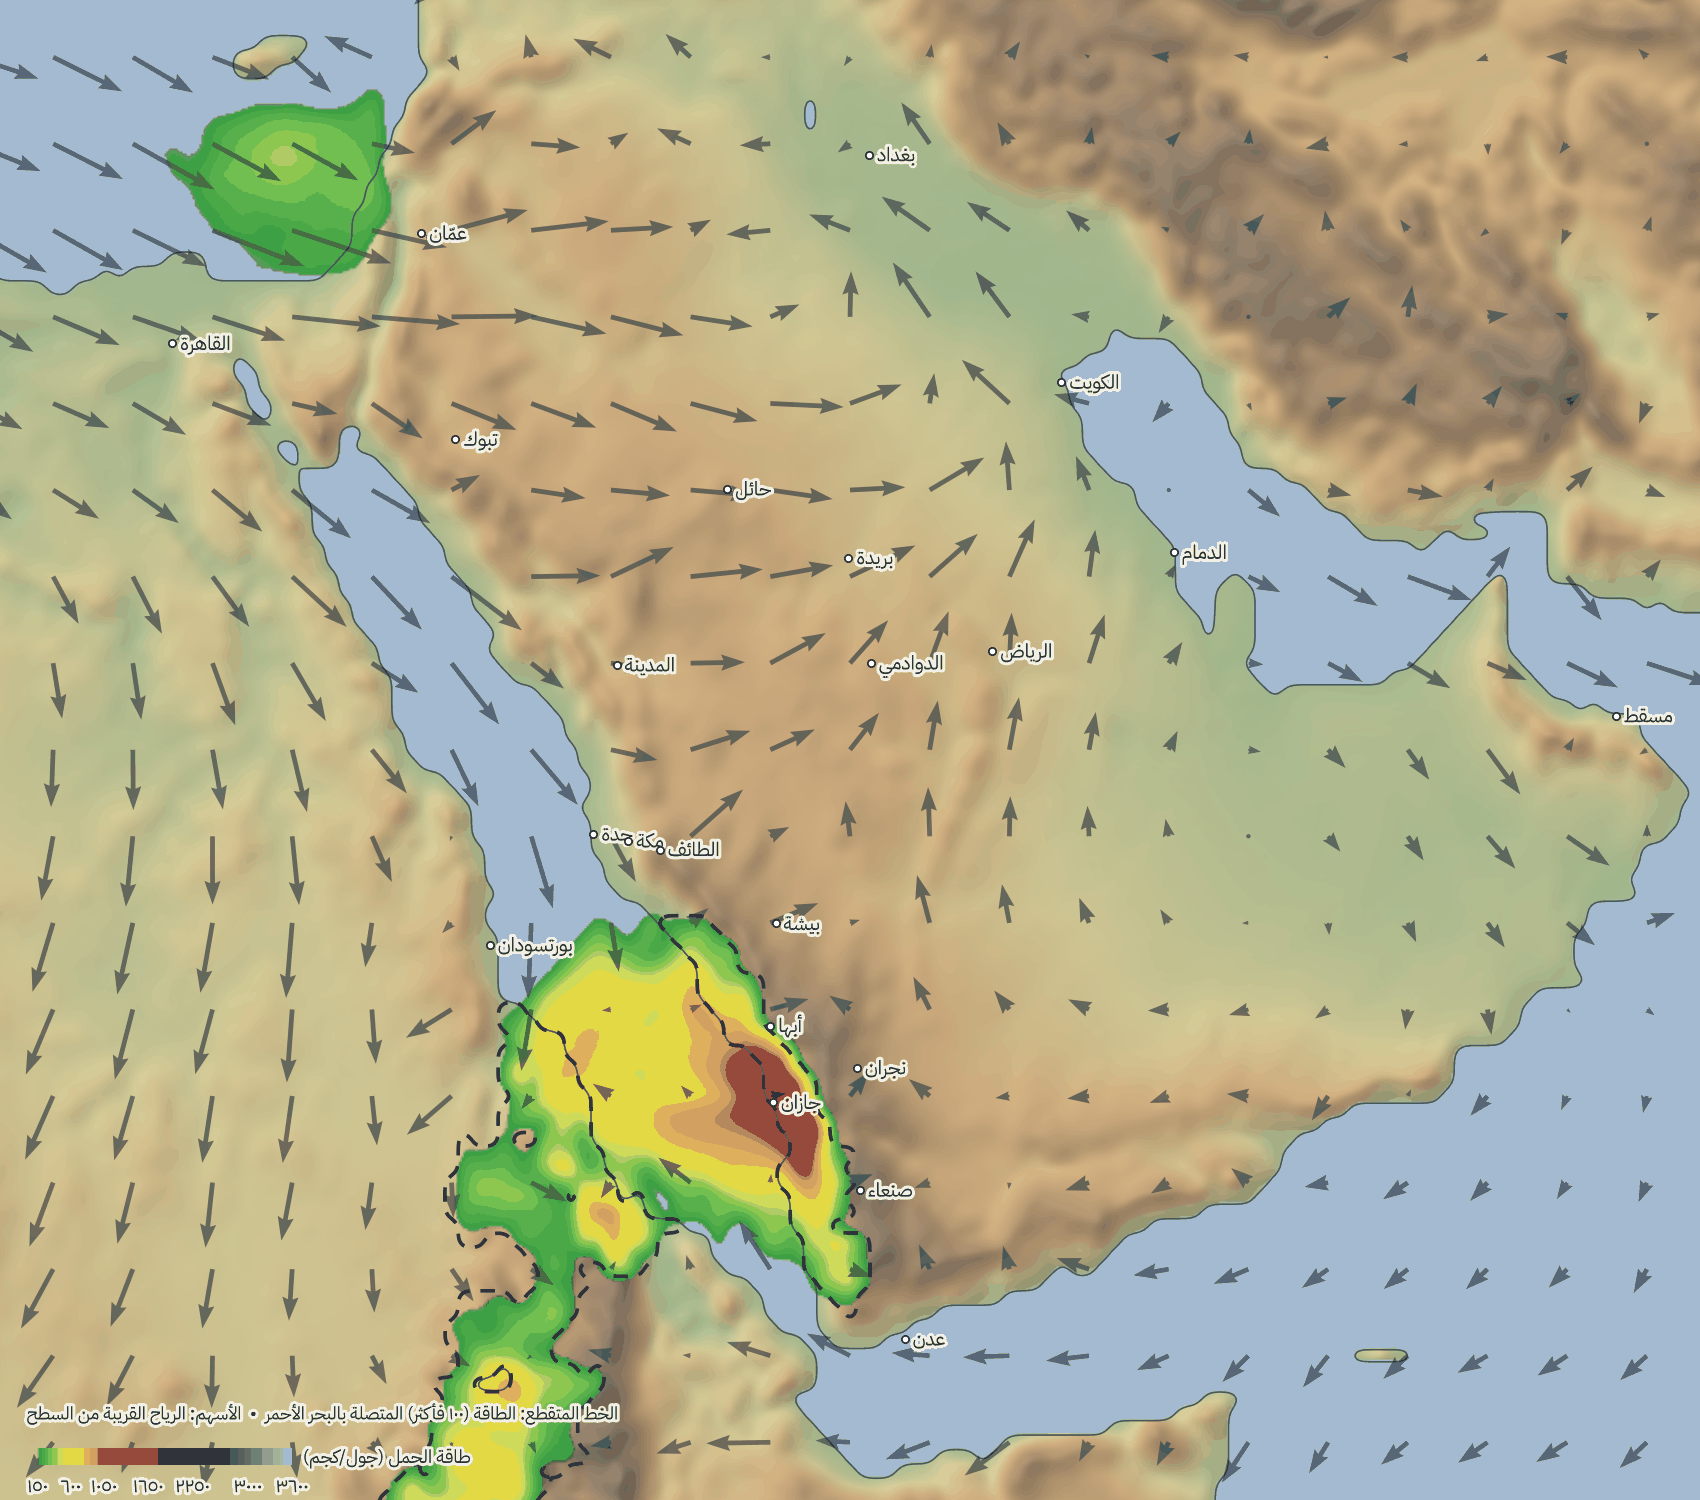 بغداد
عمّان
القاهرة
الكويت
تبوك
حائل
الدمام
بريدة
الرياض
الدوادمي
المدينة
مسقط
جدة
مكة
الطائف
بيشة
بورتسودان
أبها
نجران
جازان
صنعاء
عدن
الخط المتقطع: الطاقة (١٠٠ فأكثر) المتصلة بالبحر الأحمر • الأسهم: الرياح القريبة من السطح
طاقة الحمل (جول/كجم)
١٥٠ ٦٠٠ ١٠٥٠ ١٦٥٠ ٢٢٥٠ ٣٠٠٠ ٣٦٠٠